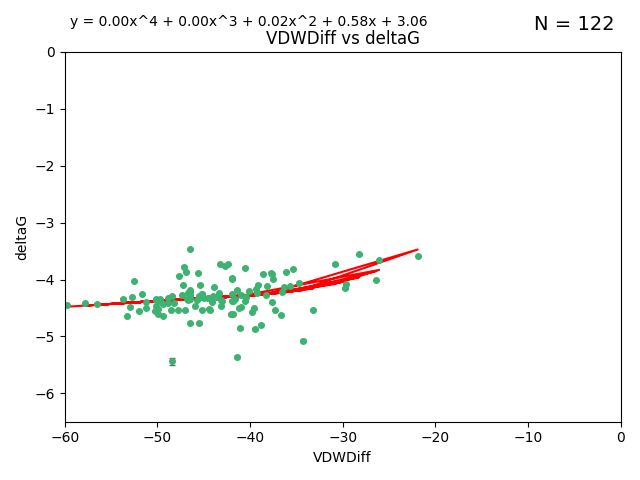 y = 0.00x^4 + 0.00x^3 + 0.02x^2 + 0.58x + 3.06
N = 122
VDWDiff vs deltaG
0
−1
−2
−3
−4
−5
−6
deltaG
−60 −50 −40 −30 −20 −10 0
VDWDiff